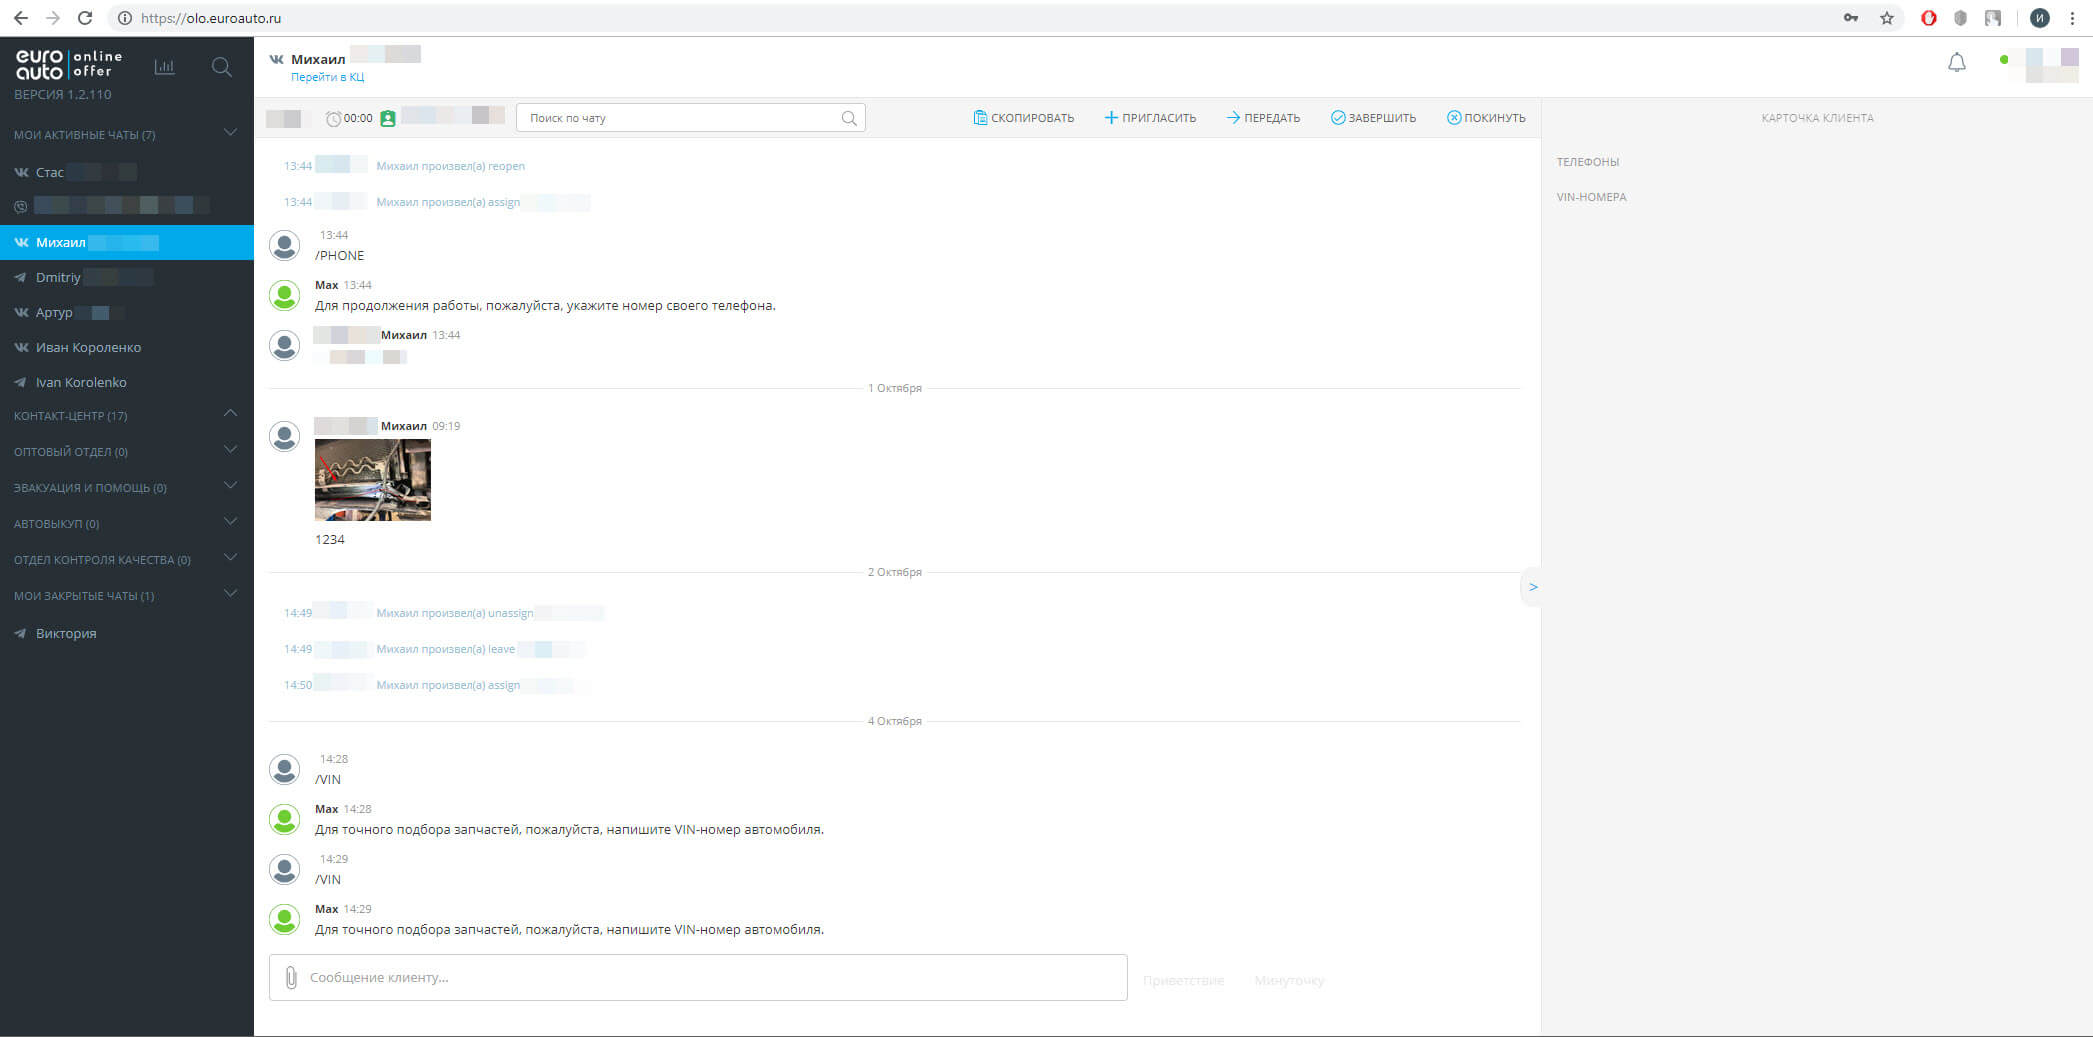 https://olo.euroauto.ru
И
euro auto online offer
ВЕРСИЯ 1.2.110
МОИ АКТИВНЫЕ ЧАТЫ (7)
Стас
Михаил
Dmitriy
Артур
Иван Короленко
Ivan Korolenko
КОНТАКТ-ЦЕНТР (17)
ОПТОВЫЙ ОТДЕЛ (0)
ЭВАКУАЦИЯ И ПОМОЩЬ (0)
АВТОВЫКУП (0)
ОТДЕЛ КОНТРОЛЯ КАЧЕСТВА (0)
МОИ ЗАКРЫТЫЕ ЧАТЫ (1)
Виктория
Михаил
Перейти в КЦ
00:00
Поиск по чату
СКОПИРОВАТЬ
ПРИГЛАСИТЬ
ПЕРЕДАТЬ
ЗАВЕРШИТЬ
ПОКИНУТЬ
13:44 Михаил произвел(а) reopen
13:44 Михаил произвел(а) assign
13:44
/PHONE
Max 13:44
Для продолжения работы, пожалуйста, укажите номер своего телефона.
Михаил 13:44
1 Октября
Михаил 09:19
1234
2 Октября
14:49 Михаил произвел(а) unassign
14:49 Михаил произвел(а) leave
14:50 Михаил произвел(а) assign
4 Октября
14:28
/VIN
Max 14:28
Для точного подбора запчастей, пожалуйста, напишите VIN-номер автомобиля.
14:29
/VIN
Max 14:29
Для точного подбора запчастей, пожалуйста, напишите VIN-номер автомобиля.
Сообщение клиенту...
Приветствие
Минуточку
>
КАРТОЧКА КЛИЕНТА
ТЕЛЕФОНЫ
VIN-НОМЕРА